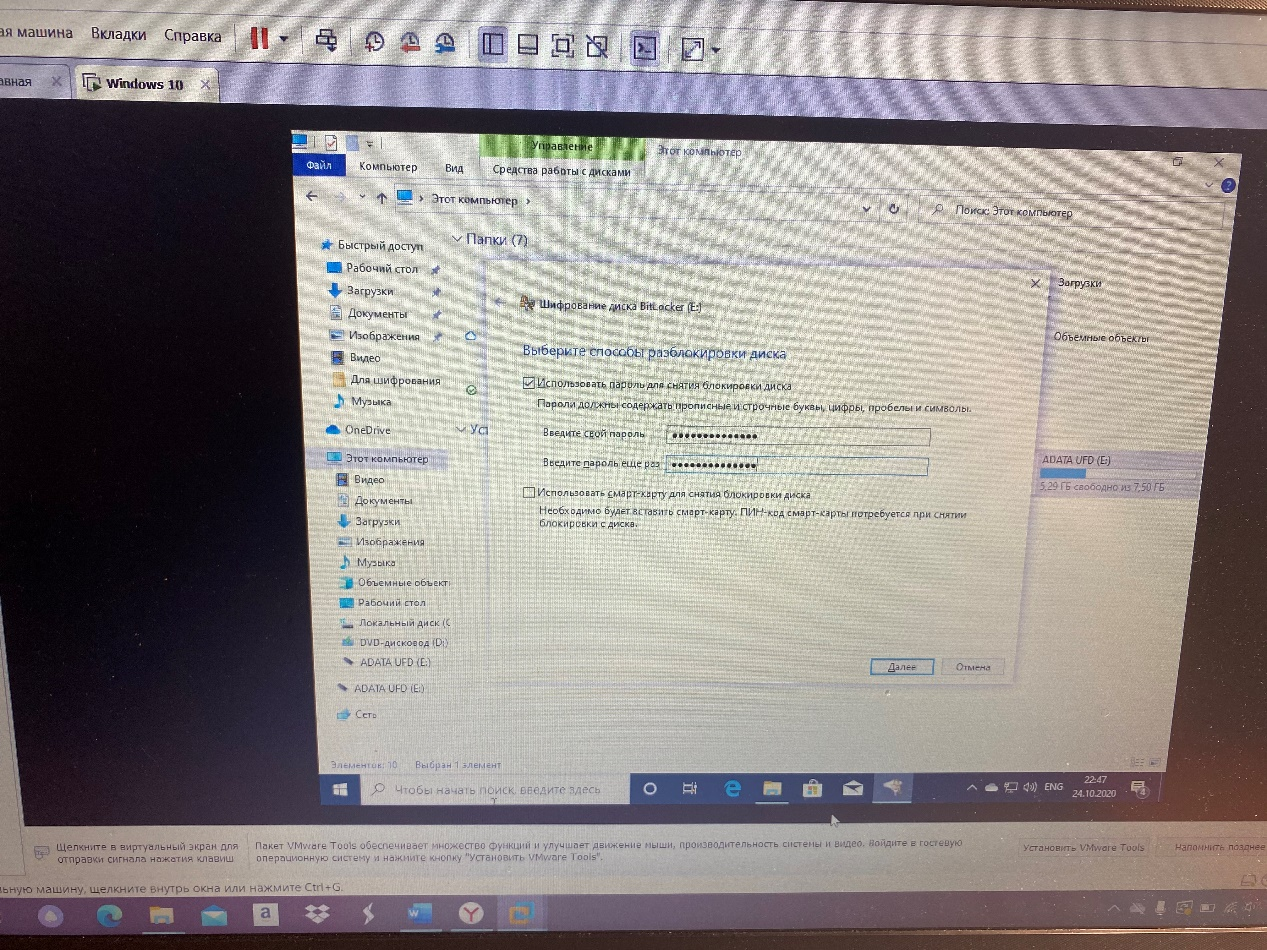 ая машина Вкладки Справка
авная
Windows 10
Управление
Этот компьютер
Файл
Компьютер
Вид
Средства работы с дисками
Этот компьютер
Поиск: Этот компьютер
Быстрый доступ
Рабочий стол
Загрузки
Документы
Изображения
Видео
Для шифрования
Музыка
OneDrive
Этот компьютер
Видео
Документы
Загрузки
Изображения
Музыка
Объемные объект
Рабочий стол
Локальный диск (C
DVD-дисковод (D:)
ADATA UFD (E:)
ADATA UFD (E:)
Сеть
Папки (7)
Уст
Шифрование диска BitLocker (E:)
Выберите способы разблокировки диска
Использовать пароль для снятия блокировки диска
Пароли должны содержать прописные и строчные буквы, цифры, пробелы и символы.
Введите свой пароль
Введите пароль еще раз
Использовать смарт-карту для снятия блокировки диска
Необходимо будет вставить смарт-карту. ПИН-код смарт-карты потребуется при снятии
блокировки с диска.
Далее
Отмена
Загрузки
Объемные объекты
ADATA UFD (E:)
5,29 ГБ свободно из 7,50 ГБ
Элементов: 10 Выбран 1 элемент
Чтобы начать поиск, введите здесь
ENG
22:47
24.10.2020
Щелкните в виртуальный экран для
отправки сигнала нажатия клавиш
Пакет VMware Tools обеспечивает множество функций и улучшает движение мыши, производительность системы и видео. Войдите в гостевую
операционную систему и нажмите кнопку "Установить VMware Tools".
Установить VMware Tools
Напомнить позднее
ьную машину, щелкните внутрь окна или нажмите Ctrl+G.